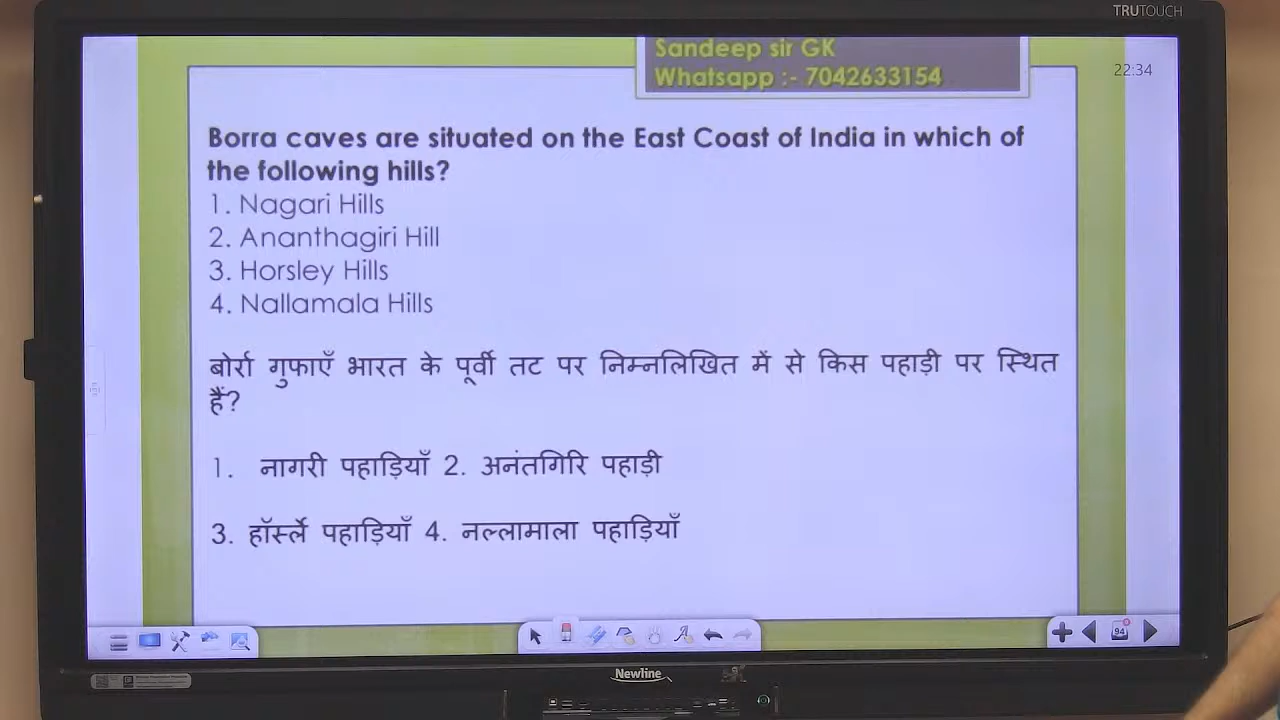 TRUTOUCH
Sandeep sir GK
Whatsapp :- 7042633154
22:34
Borra caves are situated on the East Coast of India in which of
the following hills?
1. Nagari Hills
2. Ananthagiri Hill
3. Horsley Hills
4. Nallamala Hills
बोर्रा गुफाएँ भारत के पूर्वी तट पर निम्नलिखित में से किस पहाड़ी पर स्थित
हैं?
1. नागरी पहाड़ियाँ 2. अनंतगिरि पहाड़ी
3. हॉर्स्ले पहाड़ियाँ 4. नल्लामाला पहाड़ियाँ
94
Newline